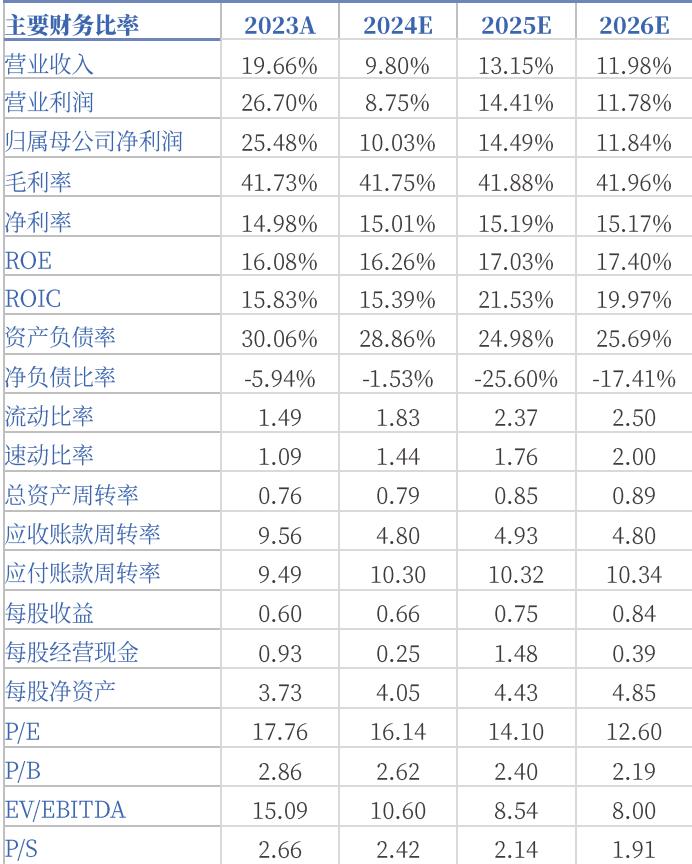 主要财务比率 2023A 2024E 2025E 2026E
营业收入 19.66% 9.80% 13.15% 11.98%
营业利润 26.70% 8.75% 14.41% 11.78%
归属母公司净利润 25.48% 10.03% 14.49% 11.84%
毛利率 41.73% 41.75% 41.88% 41.96%
净利率 14.98% 15.01% 15.19% 15.17%
ROE 16.08% 16.26% 17.03% 17.40%
ROIC 15.83% 15.39% 21.53% 19.97%
资产负债率 30.06% 28.86% 24.98% 25.69%
净负债比率 -5.94% -1.53% -25.60% -17.41%
流动比率 1.49 1.83 2.37 2.50
速动比率 1.09 1.44 1.76 2.00
总资产周转率 0.76 0.79 0.85 0.89
应收账款周转率 9.56 4.80 4.93 4.80
应付账款周转率 9.49 10.30 10.32 10.34
每股收益 0.60 0.66 0.75 0.84
每股经营现金 0.93 0.25 1.48 0.39
每股净资产 3.73 4.05 4.43 4.85
P/E 17.76 16.14 14.10 12.60
P/B 2.86 2.62 2.40 2.19
EV/EBITDA 15.09 10.60 8.54 8.00
P/S 2.66 2.42 2.14 1.91